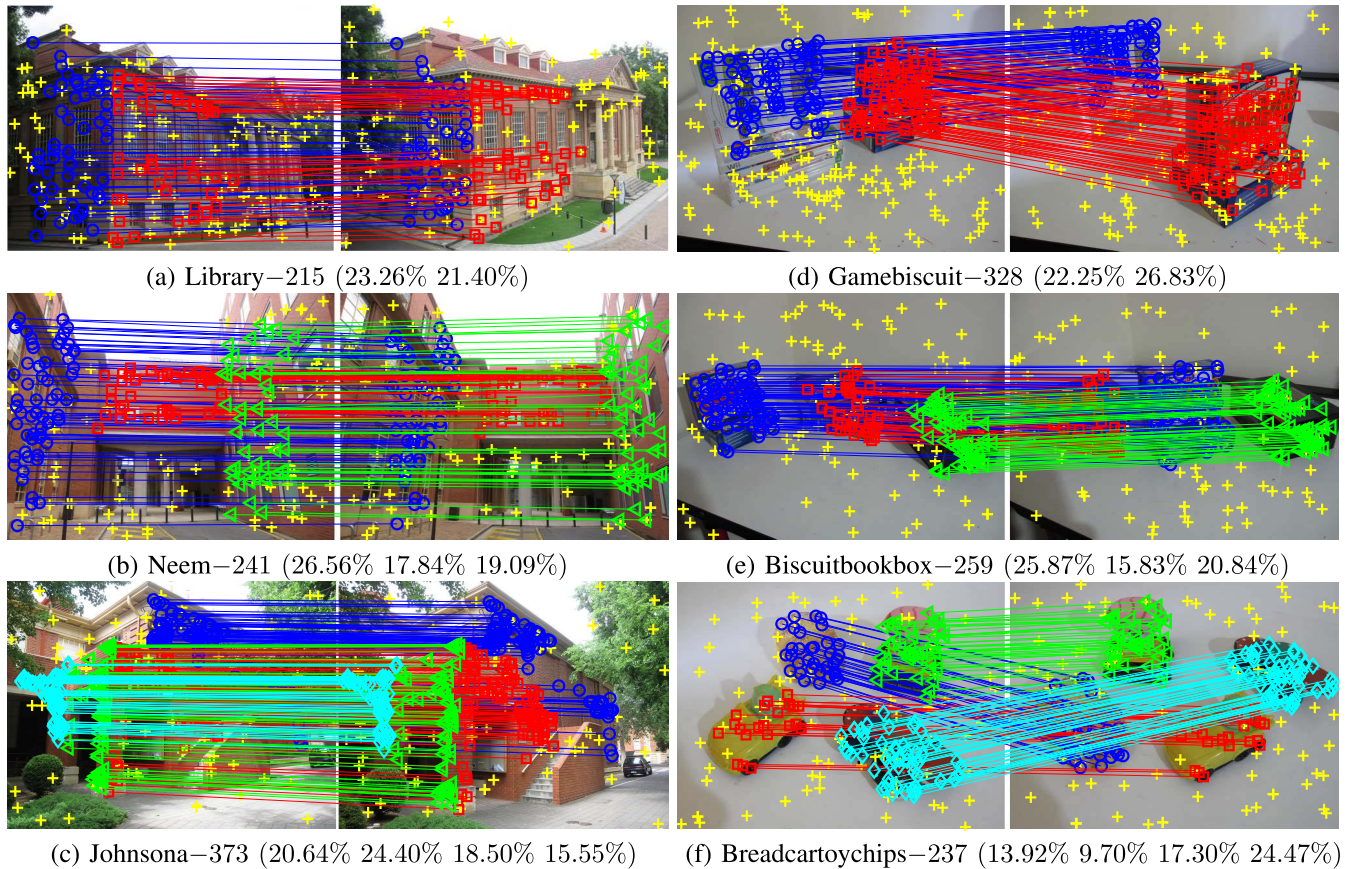 (a) Library−215 (23.26% 21.40%)
(d) Gamebiscuit−328 (22.25% 26.83%)
(b) Neem−241 (26.56% 17.84% 19.09%)
(e) Biscuitbookbox−259 (25.87% 15.83% 20.84%)
(c) Johnsona−373 (20.64% 24.40% 18.50% 15.55%)
(f) Breadcartoychips−237 (13.92% 9.70% 17.30% 24.47%)